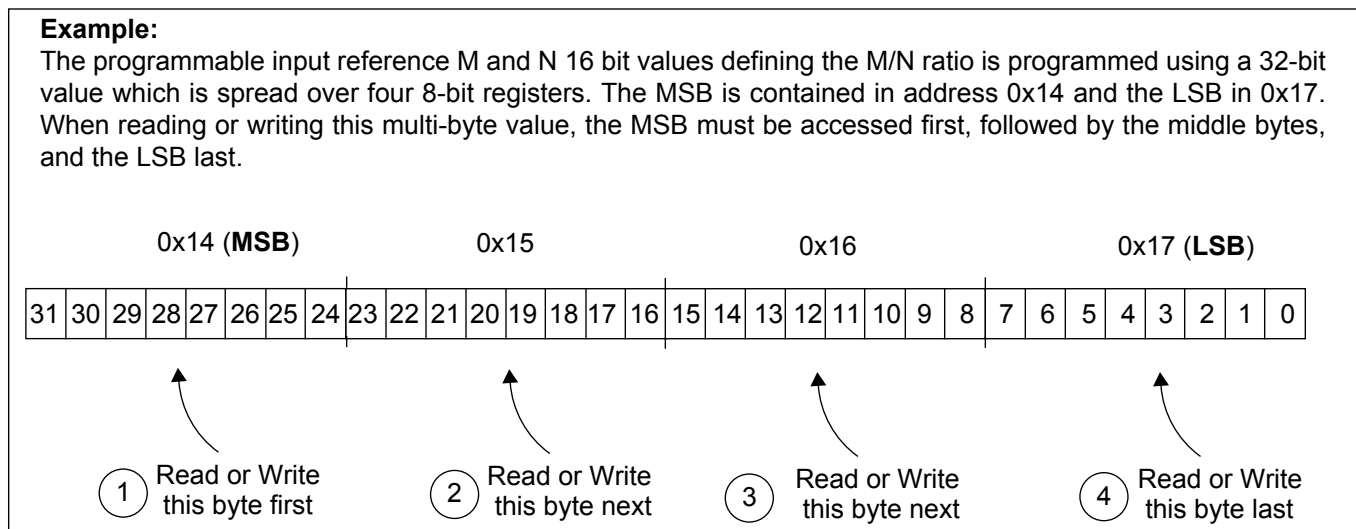 Example:
The programmable input reference M and N 16 bit values defining the M/N ratio is programmed using a 32-bit
value which is spread over four 8-bit registers. The MSB is contained in address 0x14 and the LSB in 0x17.
When reading or writing this multi-byte value, the MSB must be accessed first, followed by the middle bytes,
and the LSB last.
0x14 (MSB) 0x15 0x16 0x17 (LSB)
31 30 29 28 27 26 25 24 23 22 21 20 19 18 17 16 15 14 13 12 11 10 9 8 7 6 5 4 3 2 1 0
1 Read or Write
this byte first
2 Read or Write
this byte next
3 Read or Write
this byte next
4 Read or Write
this byte last